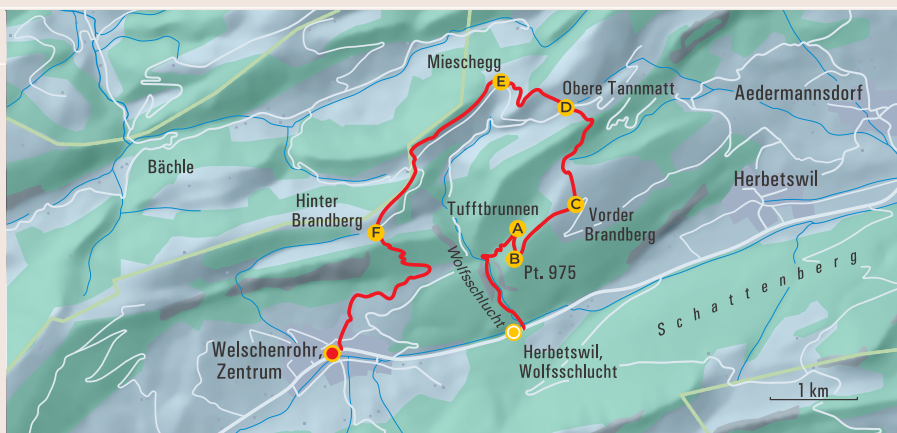 Mieschegg
E
Obere Tannmatt
D
Aedermannsdorf
Bächle
Herbetswil
Hinter
Brandberg
Tufftbrunnen
C
Vorder
Brandberg
A
F
B
Pt. 975
Wolfsschlucht
Schattenberg
Welschenrohr,
Zentrum
Herbetswil,
Wolfsschlucht
1 km